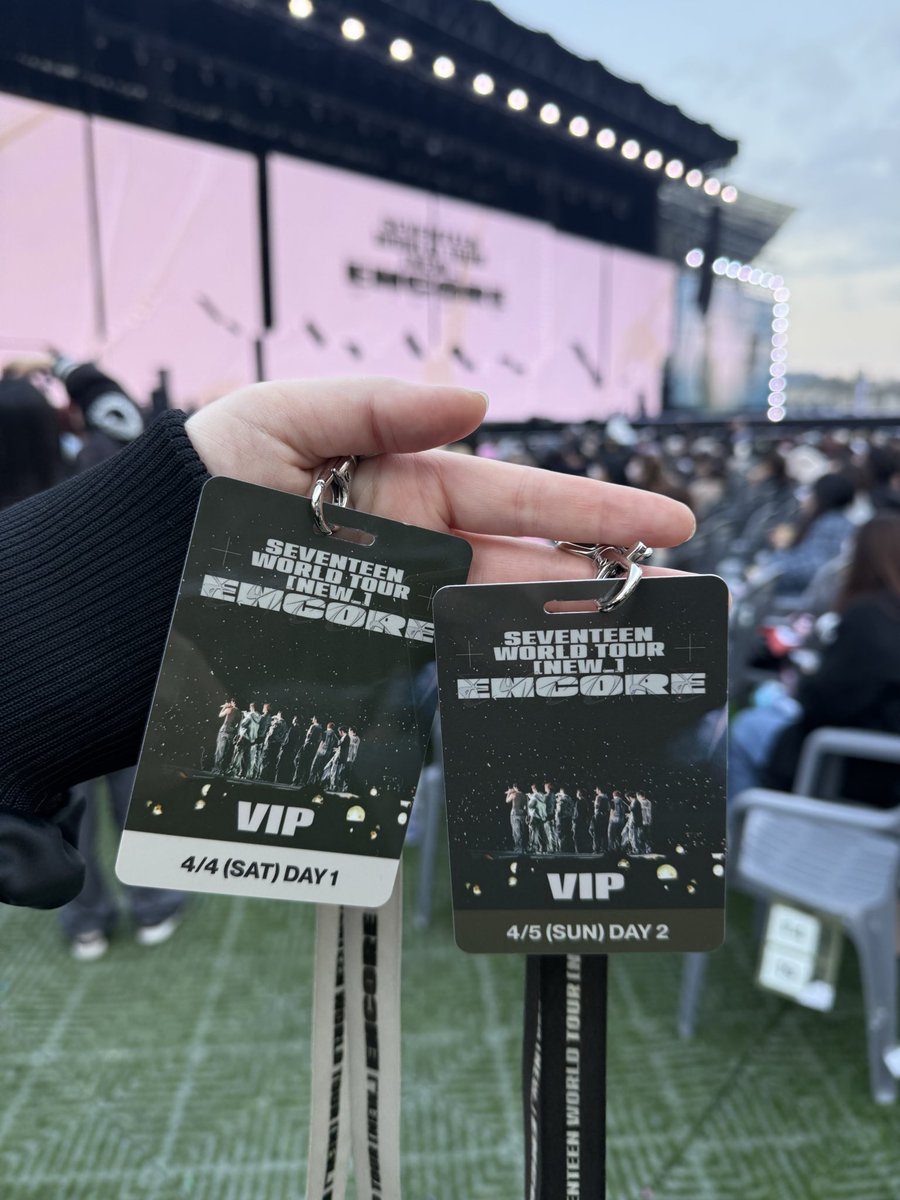 ENCORE
SEVENTEEN
WORLD TOUR
[NEW_]
ENCORE
VIP
4/4 (SAT) DAY 1
SEVENTEEN
WORLD TOUR
[NEW_]
ENCORE
VIP
4/5 (SUN) DAY 2
WORLD TOUR